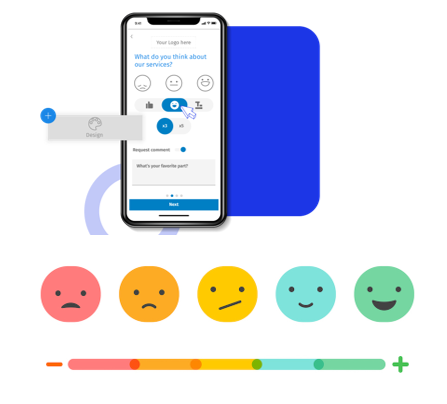 9:41
Your Logo here
What do you think about
our services?
x3
x5
Design
Request comment
What's your favorite part?
Next